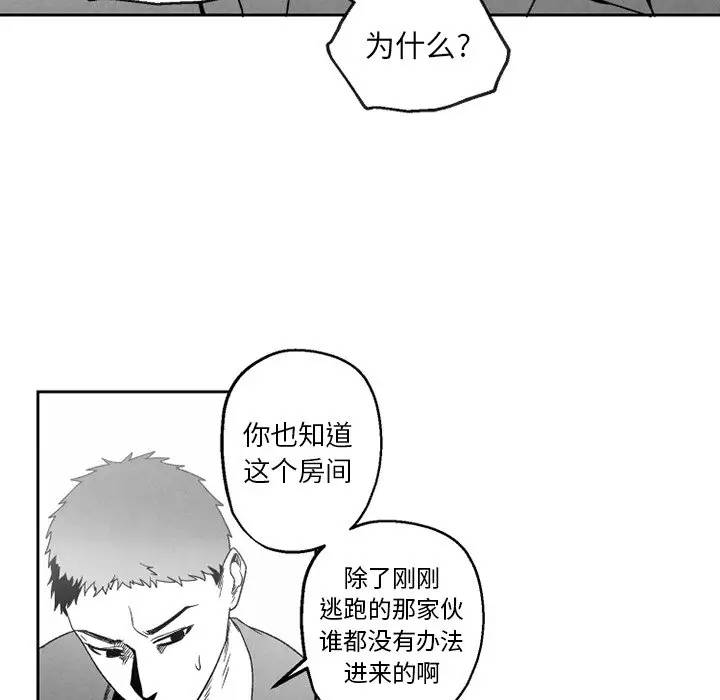 为什么?
你也知道
这个房间
除了刚刚
逃跑的那家伙
谁都没有办法
进来的啊